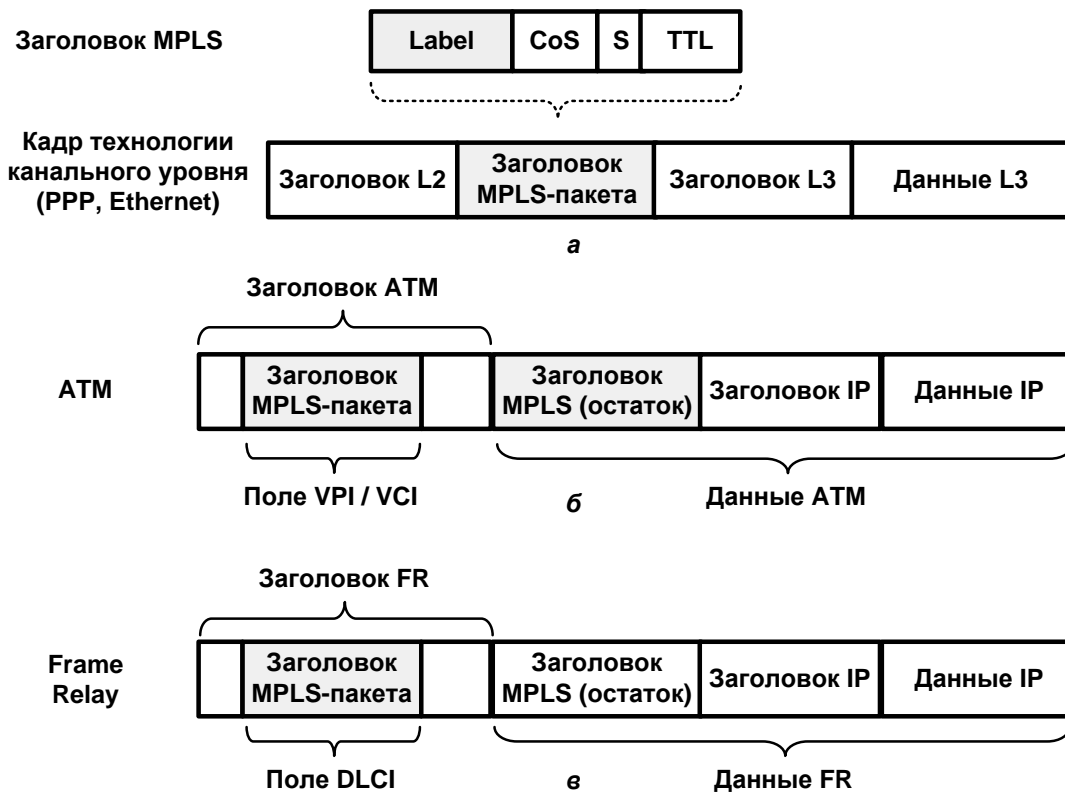 Заголовок MPLS
Label CoS S TTL
Кадр технологии
канального уровня
(PPP, Ethernet)
Заголовок L2
Заголовок
MPLS-пакета
Заголовок L3
Данные L3
а
Заголовок ATM
ATM
Заголовок
MPLS-пакета
Заголовок
MPLS (остаток)
Заголовок IP
Данные IP
Поле VPI / VCI
б
Данные ATM
Заголовок FR
Frame
Relay
Заголовок
MPLS-пакета
Заголовок
MPLS (остаток)
Заголовок IP
Данные IP
Поле DLCI
в
Данные FR